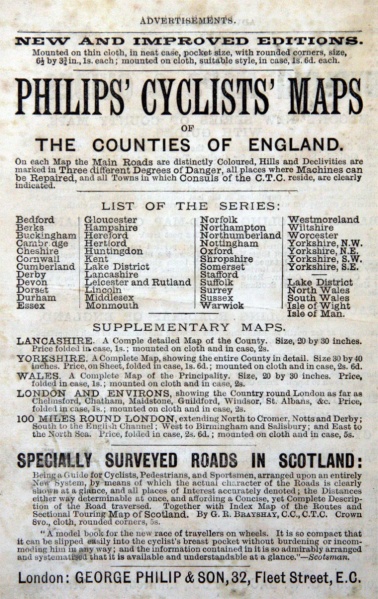 ADVERTISEMENTS.
NEW AND IMPROVED EDITIONS.
Mounted on thin cloth, in neat case, pocket size, with rounded corners, size,
6½ by 3¾ in., 1s. each; mounted on cloth, suitable style, in case, 1s. 6d. each.
PHILIPS' CYCLISTS' MAPS
OF
THE COUNTIES OF ENGLAND.
On each Map the Main Roads are distinctly Coloured, Hills and Declivities are
marked in Three different Degrees of Danger, all places where Machines can
be Repaired, and all Towns in which Consuls of the C.T.C. reside, are clearly
indicated.
LIST OF THE SERIES:
Bedford
Berks
Buckingham
Cambridge
Cheshire
Cornwall
Cumberland
Derby
Devon
Dorset
Durham
Essex
Gloucester
Hampshire
Hereford
Hertford
Huntingdon
Kent
Lake District
Lancashire
Leicester and Rutland
Lincoln
Middlesex
Monmouth
Norfolk
Northampton
Northumberland
Nottingham
Oxford
Shropshire
Somerset
Stafford
Suffolk
Surrey
Sussex
Warwick
Westmoreland
Wiltshire
Worcester
Yorkshire, N.W.
Yorkshire, N.E.
Yorkshire, S.W.
Yorkshire, S.E.
—
Lake District
North Wales
South Wales
Isle of Wight
Isle of Man.
SUPPLEMENTARY MAPS.
LANCASHIRE. A Comple detailed Map of the County. Size, 20 by 30 inches.
Price folded in case, 1s.; mounted on cloth and in case, 2s.
YORKSHIRE. A Complete Map, showing the entire County in detail. Size 30 by 40
inches. Price, on Sheet, folded in case, 1s. 6d.; mounted on cloth and in case, 2s. 6d.
WALES. A Complete Map of the Principality. Size, 20 by 30 inches. Price,
folded in case, 1s.; mounted on cloth and in case, 2s.
LONDON AND ENVIRONS, showing the Country round London as far as
Chelmsford, Chatham, Maidstone, Guildford, Windsor, St. Albans, &c. Price,
folded in case, 1s.; mounted on cloth and in case, 2s.
100 MILES ROUND LONDON, extending North to Cromer, Notts and Derby;
South to the English Channel; West to Birmingham and Salisbury; and East to
the North Sea. Price, folded in case, 2s. 6d.; mounted on cloth and in case, 5s.
SPECIALLY SURVEYED ROADS IN SCOTLAND:
Being a Guide for Cyclists, Pedestrians, and Sportsmen, arranged upon an entirely
New System, by means of which the actual character of the Roads is clearly
shown at a glance, and all places of Interest accurately denoted; the Distances
either way determinable at once, and affording a Concise, yet Complete Descrip-
tion of the Road traversed. Together with Index Map of the Routes and
Sectional Touring Map of Scotland. By G. R. BRAYSHAY, C.C., C.T.C. Crown
8vo., cloth, rounded corners, 5s.
"A model book for the new race of travellers on wheels. It is so compact that
it can be slipped easily into the cyclist's breast pocket without burdening or incom-
moding him in any way; and the information contained in it is so admirably arranged
and systematised that it is available and understandable at a glance."—Scotsman.
London: GEORGE PHILIP & SON, 32, Fleet Street, E.C.